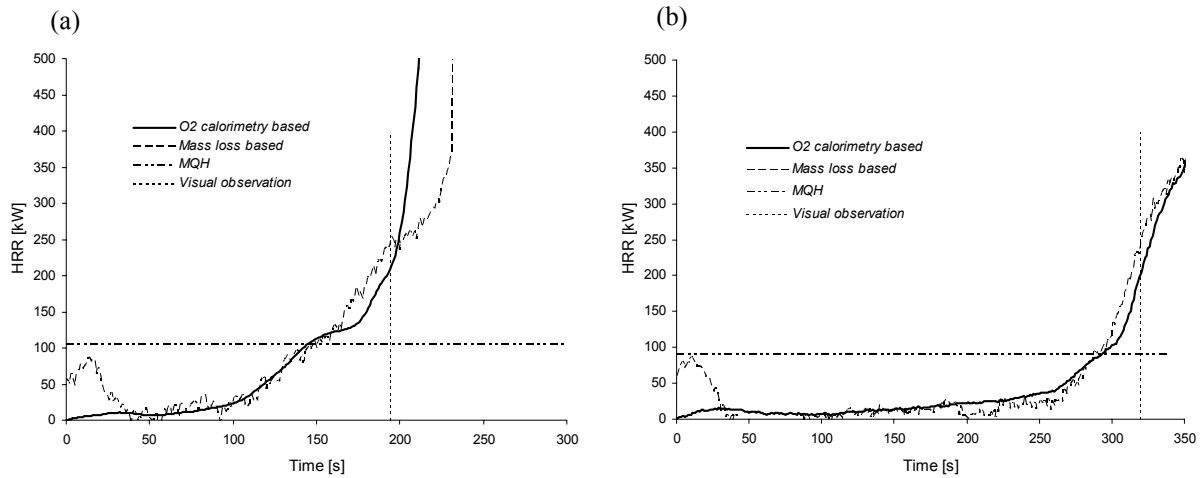 (a)
500
450
400
350
300
250
200
150
100
50
0
HRR [kW]
O2 calorimetry based
Mass loss based
MQH
Visual observation
0 50 100 150 200 250 300
Time [s]
(b)
500
450
400
350
300
250
200
150
100
50
0
HRR [kW]
O2 calorimetry based
Mass loss based
MQH
Visual observation
0 50 100 150 200 250 300 350
Time [s]